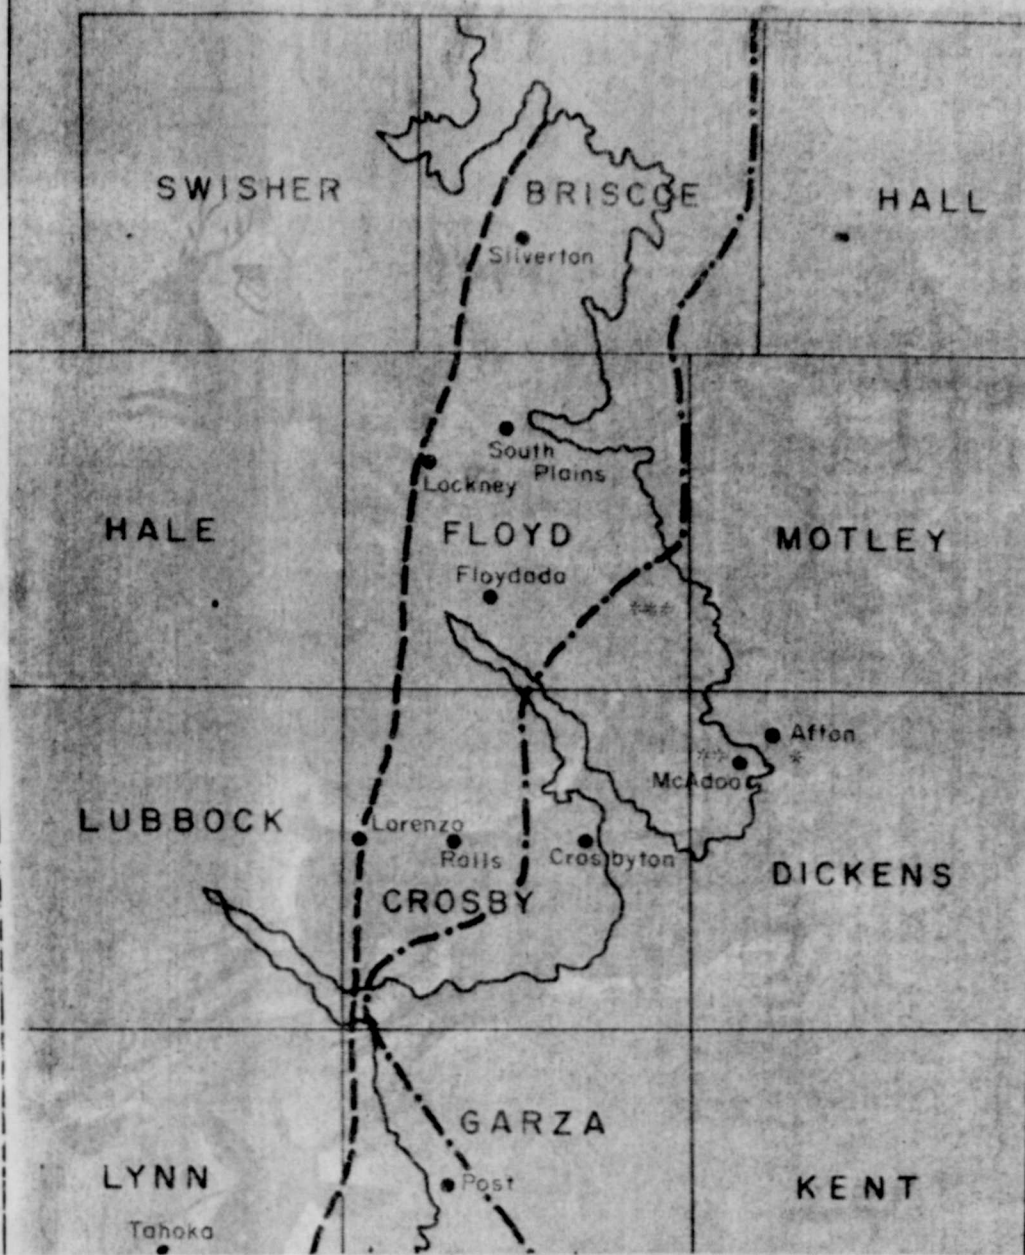 SWISHER
BRISCOE
HALL
Silverton
South
Plains
Lockney
HALE
FLOYD
MOTLEY
Floydada
***
Afton
*
**
McAdoo
LUBBOCK
Lorenzo
Ralls
Crosbyton
DICKENS
CROSBY
GARZA
LYNN
Post
KENT
Tahoka